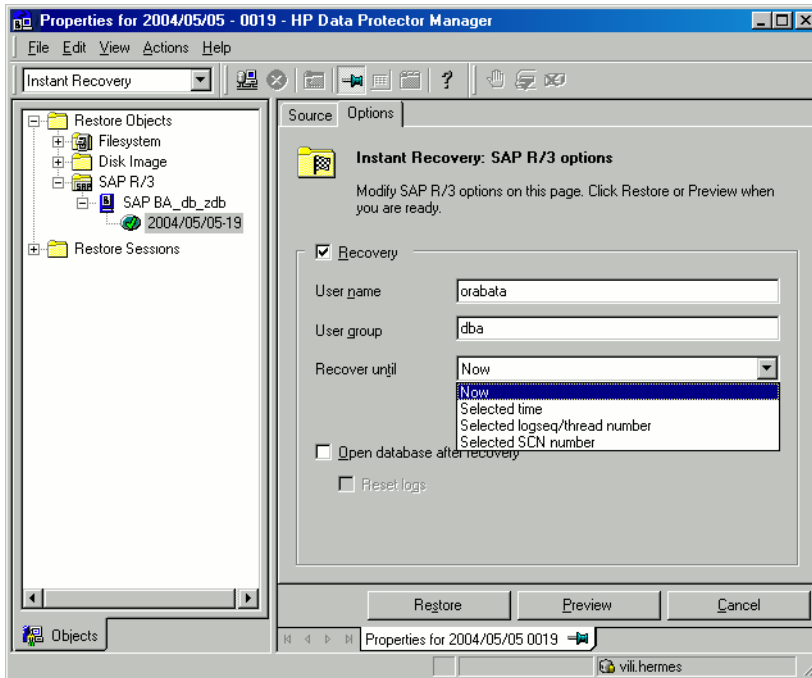 Properties for 2004/05/05 - 0019 - HP Data Protector Manager
File Edit View Actions Help
Instant Recovery
Restore Objects
Filesystem
Disk Image
SAP R/3
SAP BA_db_zdb
2004/05/05-19
Restore Sessions
Objects
Source Options
Instant Recovery: SAP R/3 options
Modify SAP R/3 options on this page. Click Restore or Preview when
you are ready.
Recovery
User name orabata
User group dba
Recover until Now
Now
Selected time
Selected logseq/thread number
Selected SCN number
Open database after recovery
Reset logs
Restore Preview Cancel
Properties for 2004/05/05 0019
vili.hermes